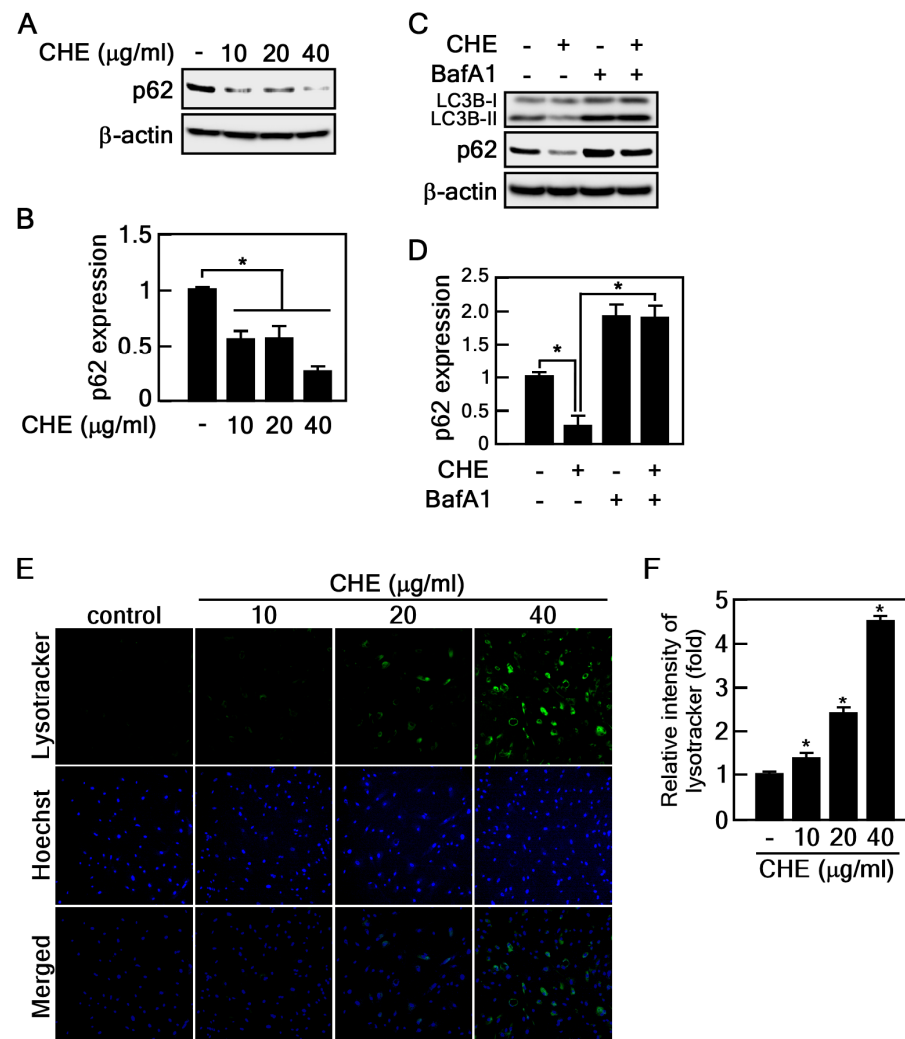 A
CHE (μg/ml) - 10 20 40
p62
β-actin
B
p62 expression
1.5
1
0.5
0
CHE (μg/ml) - 10 20 40
*
C
CHE - + - +
BafA1 - - + +
LC3B-I
LC3B-II
p62
β-actin
D
p62 expression
2.5
2.0
1.5
1
0.5
0
*
*
CHE - + - +
BafA1 - - + +
E
CHE (μg/ml)
control 10 20 40
Lysotracker
Hoechst
Merged
F
Relative intensity of
lysotracker (fold)
5
4
3
2
1
0
* * *
- 10 20 40
CHE (μg/ml)